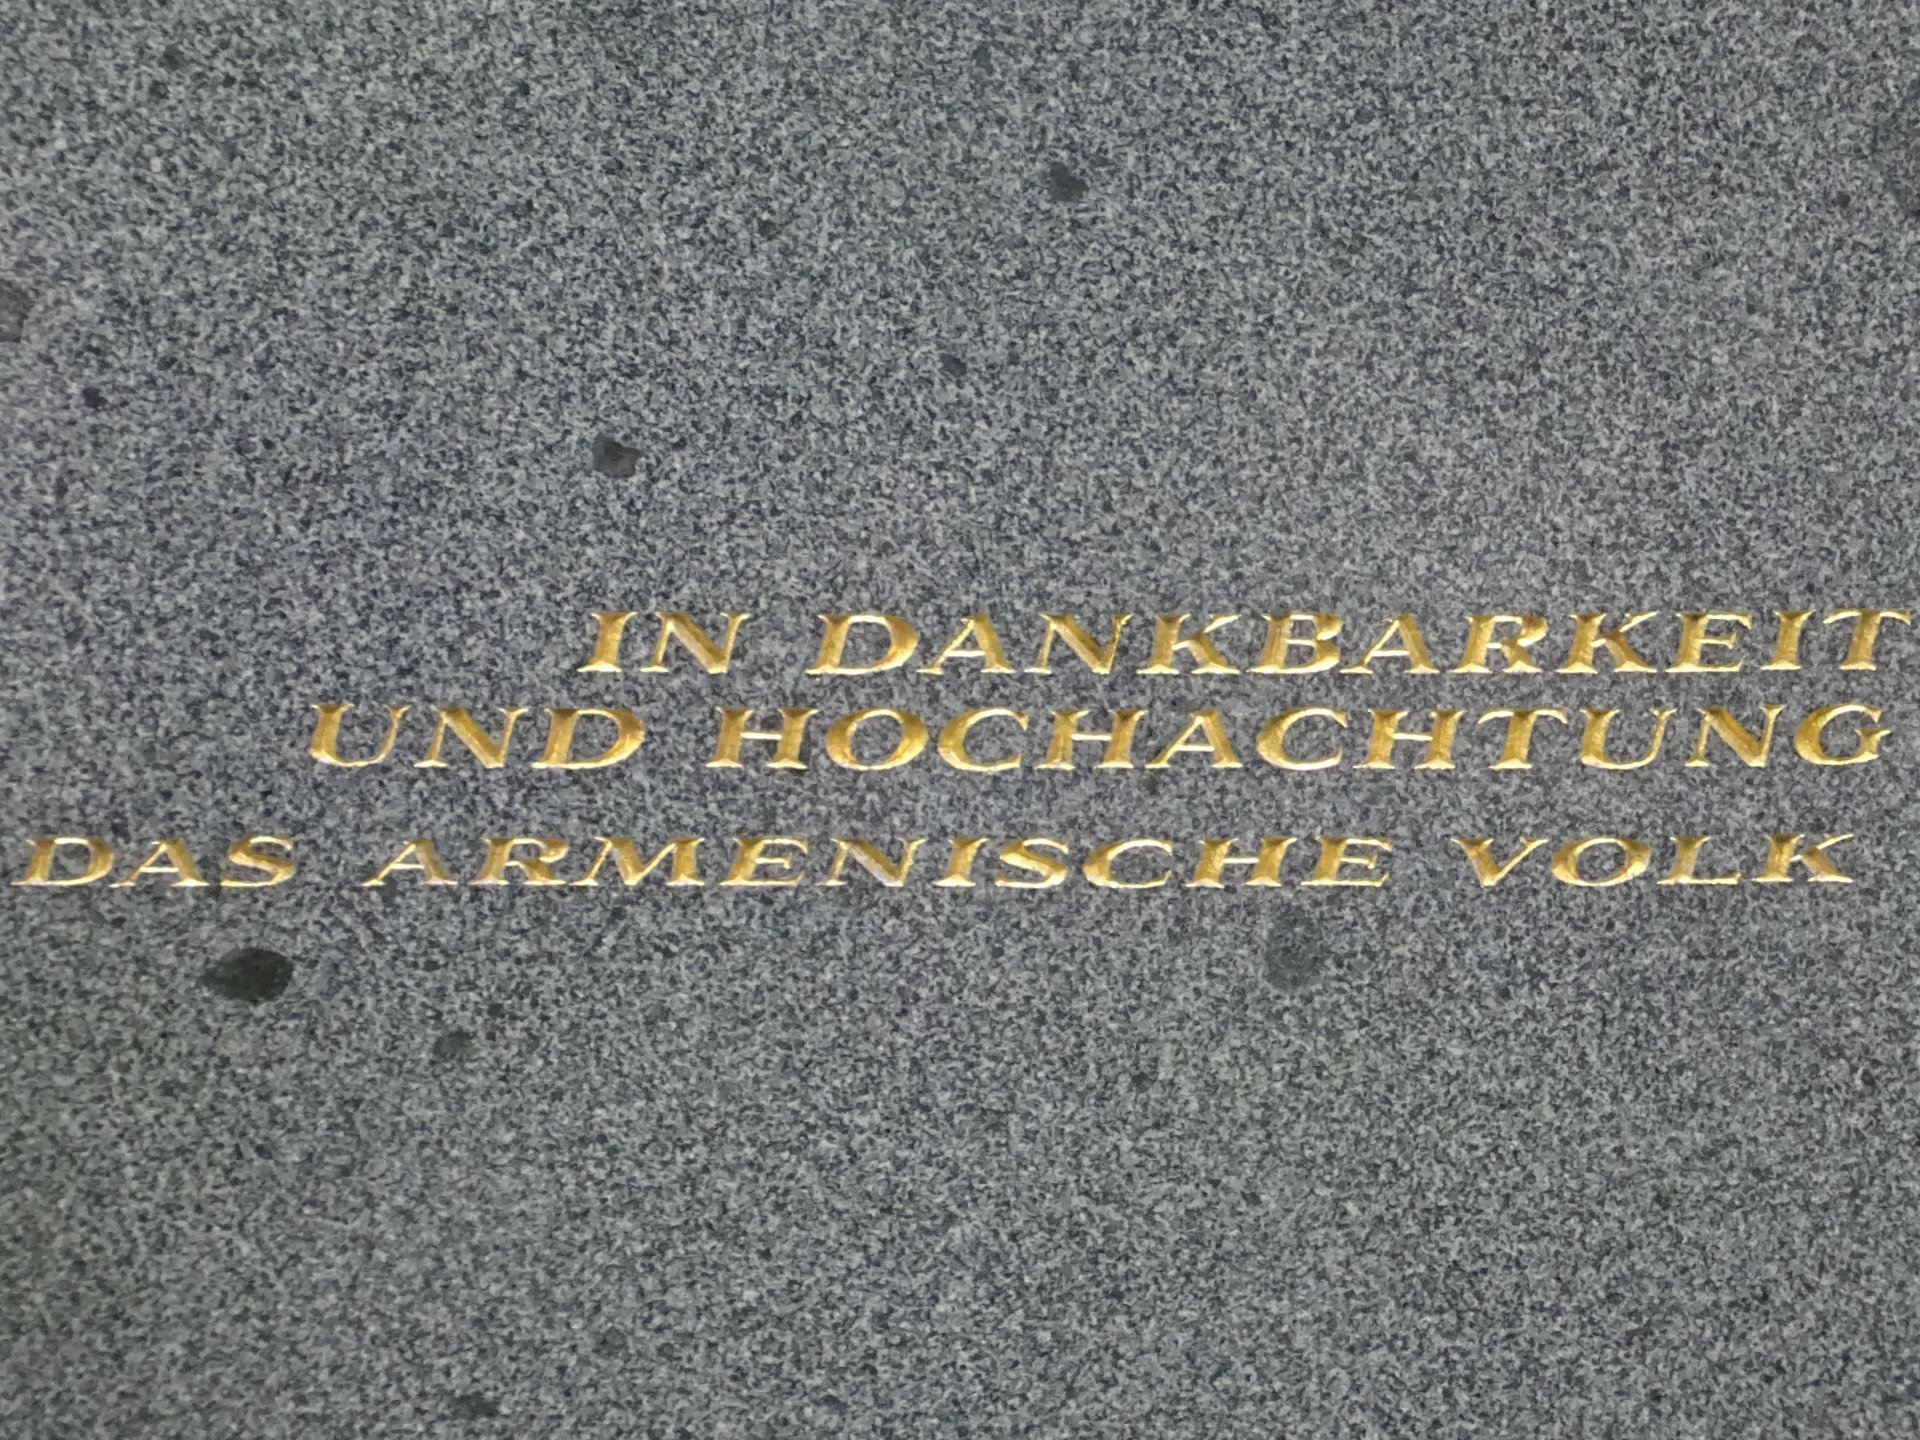 IN DANKBARKEIT
UND HOCHACHTUNG
DAS ARMENISCHE VOLK